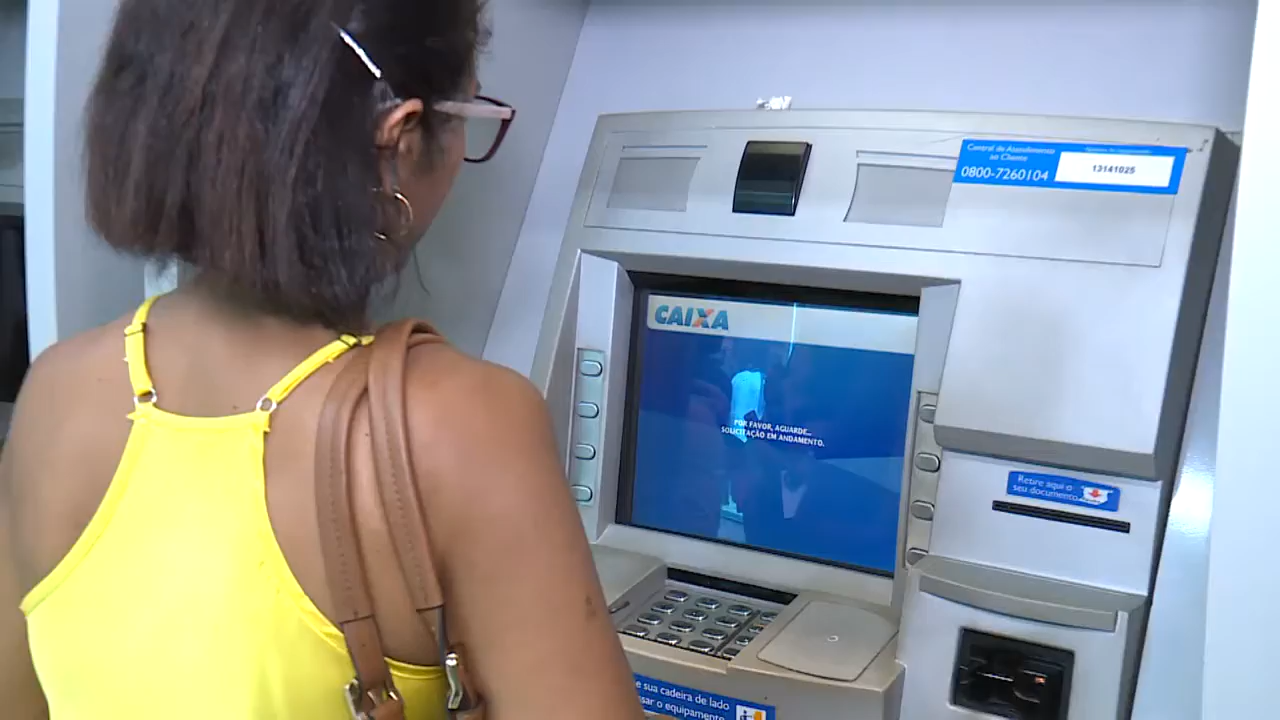 Central de Atendimento
ao Cliente
0800-7260104
13141025
CAIXA
POR FAVOR, AGUARDE...
SOLICITAÇÃO EM ANDAMENTO.
Retire aqui o
seu documento
e sua cadeira de lado
sar o equipamento